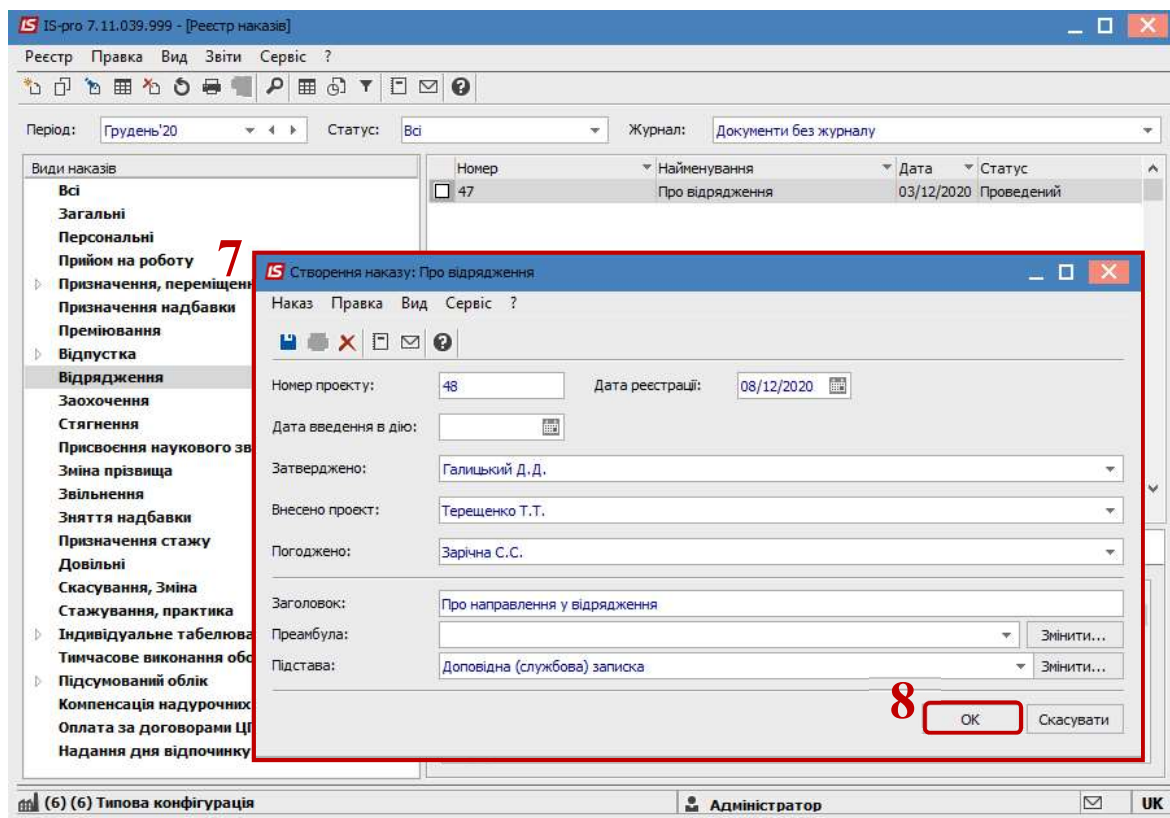 IS-pro 7.11.039.999 - [Реєстр наказів]
Реєстр Правка Вид Звіти Сервіс ?
Період: Грудень'20 Статус: Всі Журнал: Документи без журналу
Види наказів
Номер Найменування Дата Статус
Всі
47 Про відрядження 03/12/2020 Проведений
Загальні
Персональні
Прийом на роботу
Призначення, переміщенн
Призначення надбавки
Преміювання
Відпустка
Відрядження
Заохочення
Стягнення
Присвоєння наукового зв
Зміна прізвища
Звільнення
Зняття надбавки
Призначення стажу
Довільні
Скасування, Зміна
Стажування, практика
Індивідуальне табелюва
Тимчасове виконання обо
Підсумований облік
Компенсація надурочних
Оплата за договорами ЦП
Надання дня відпочинку
7
IS Створення наказу: Про відрядження
Наказ Правка Вид Сервіс ?
Номер проекту: 48 Дата реєстрації: 08/12/2020
Дата введення в дію:
Затверджено: Галицький Д.Д.
Внесено проект: Терещенко Т.Т.
Погоджено: Зарічна С.С.
Заголовок: Про направлення у відрядження
Преамбула: Змінити...
Підстава: Доповідна (службова) записка Змінити...
8
OK Скасувати
(6) (6) Типова конфігурація Адміністратор UK